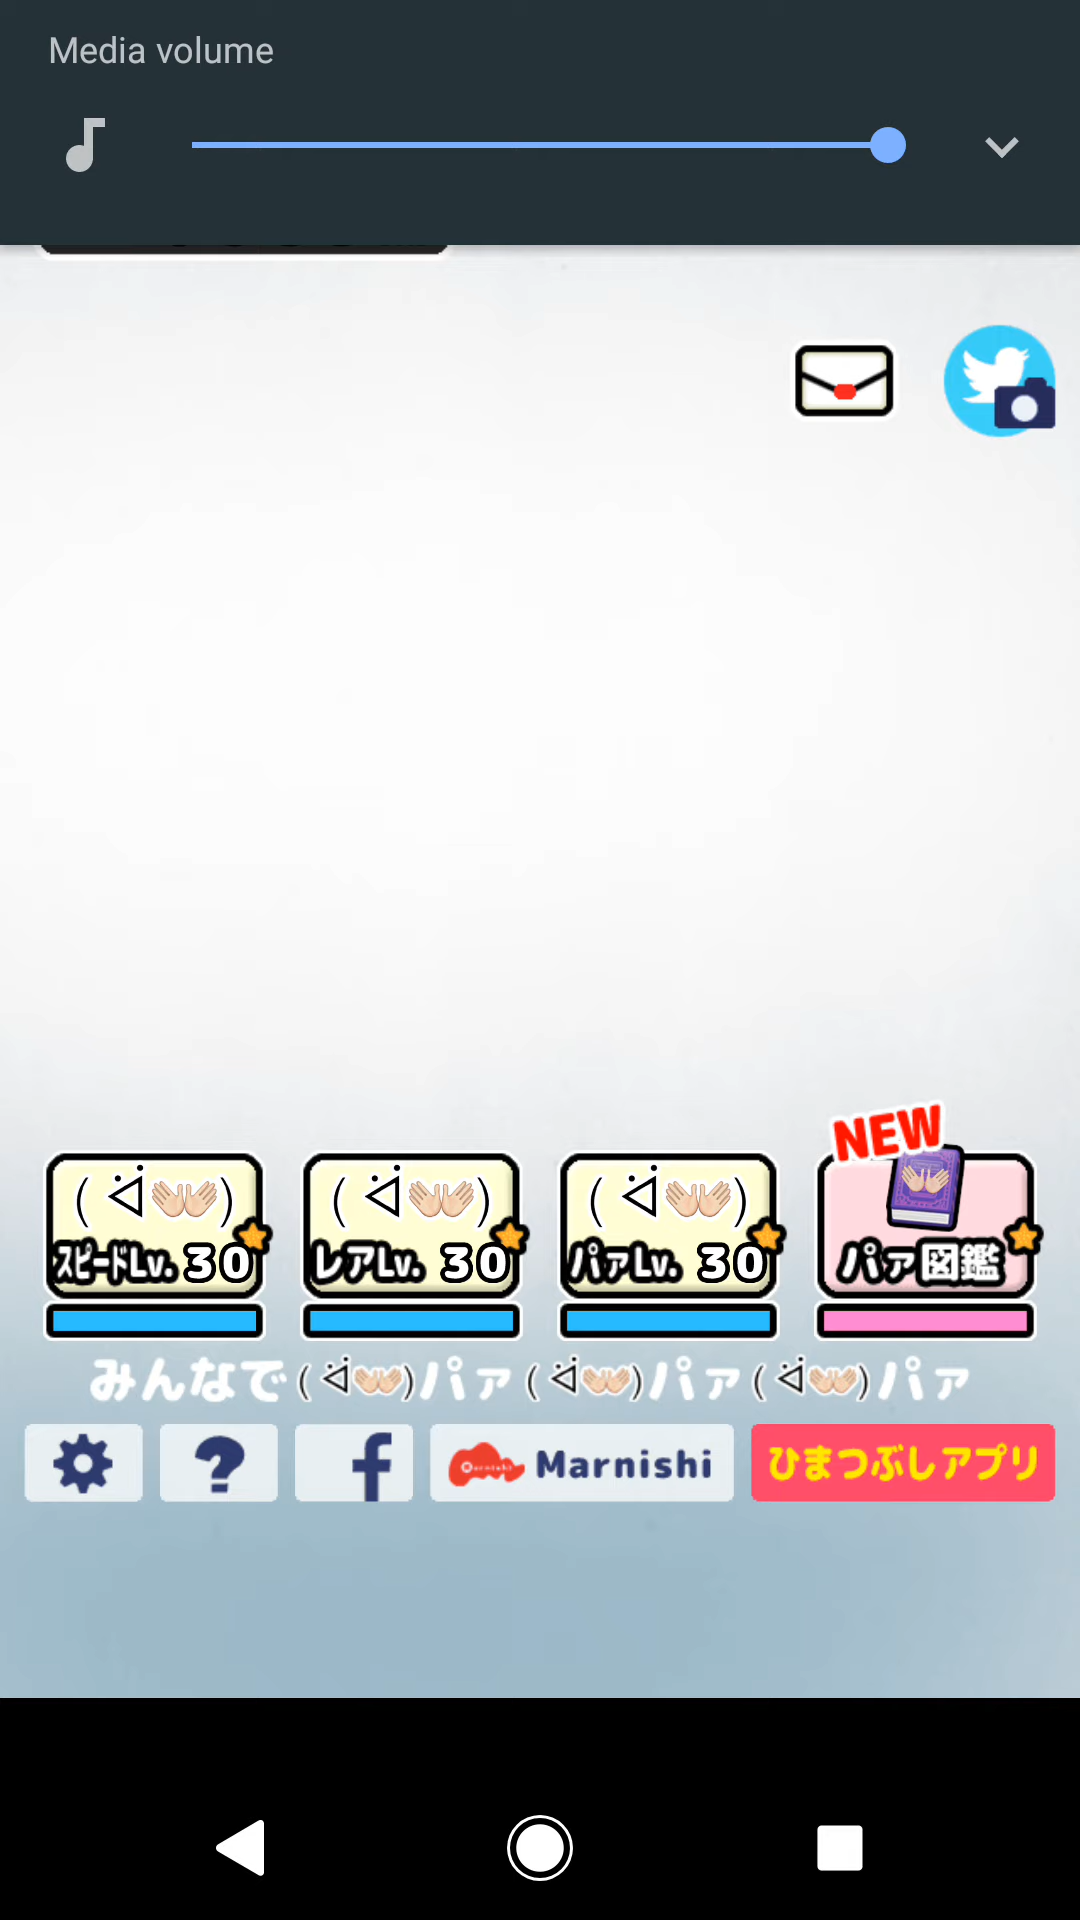 Media volume
NEW
( ᐛ👐🏻)
( ᐛ👐🏻)
( ᐛ👐🏻)
スピードLv. 30
レアLv. 30
パァLv. 30
パァ図鑑
みんなで( ᐛ👐🏻)パァ( ᐛ👐🏻)パァ( ᐛ👐🏻)パァ
?
f
Marnishi Marnishi
ひまつぶしアプリ